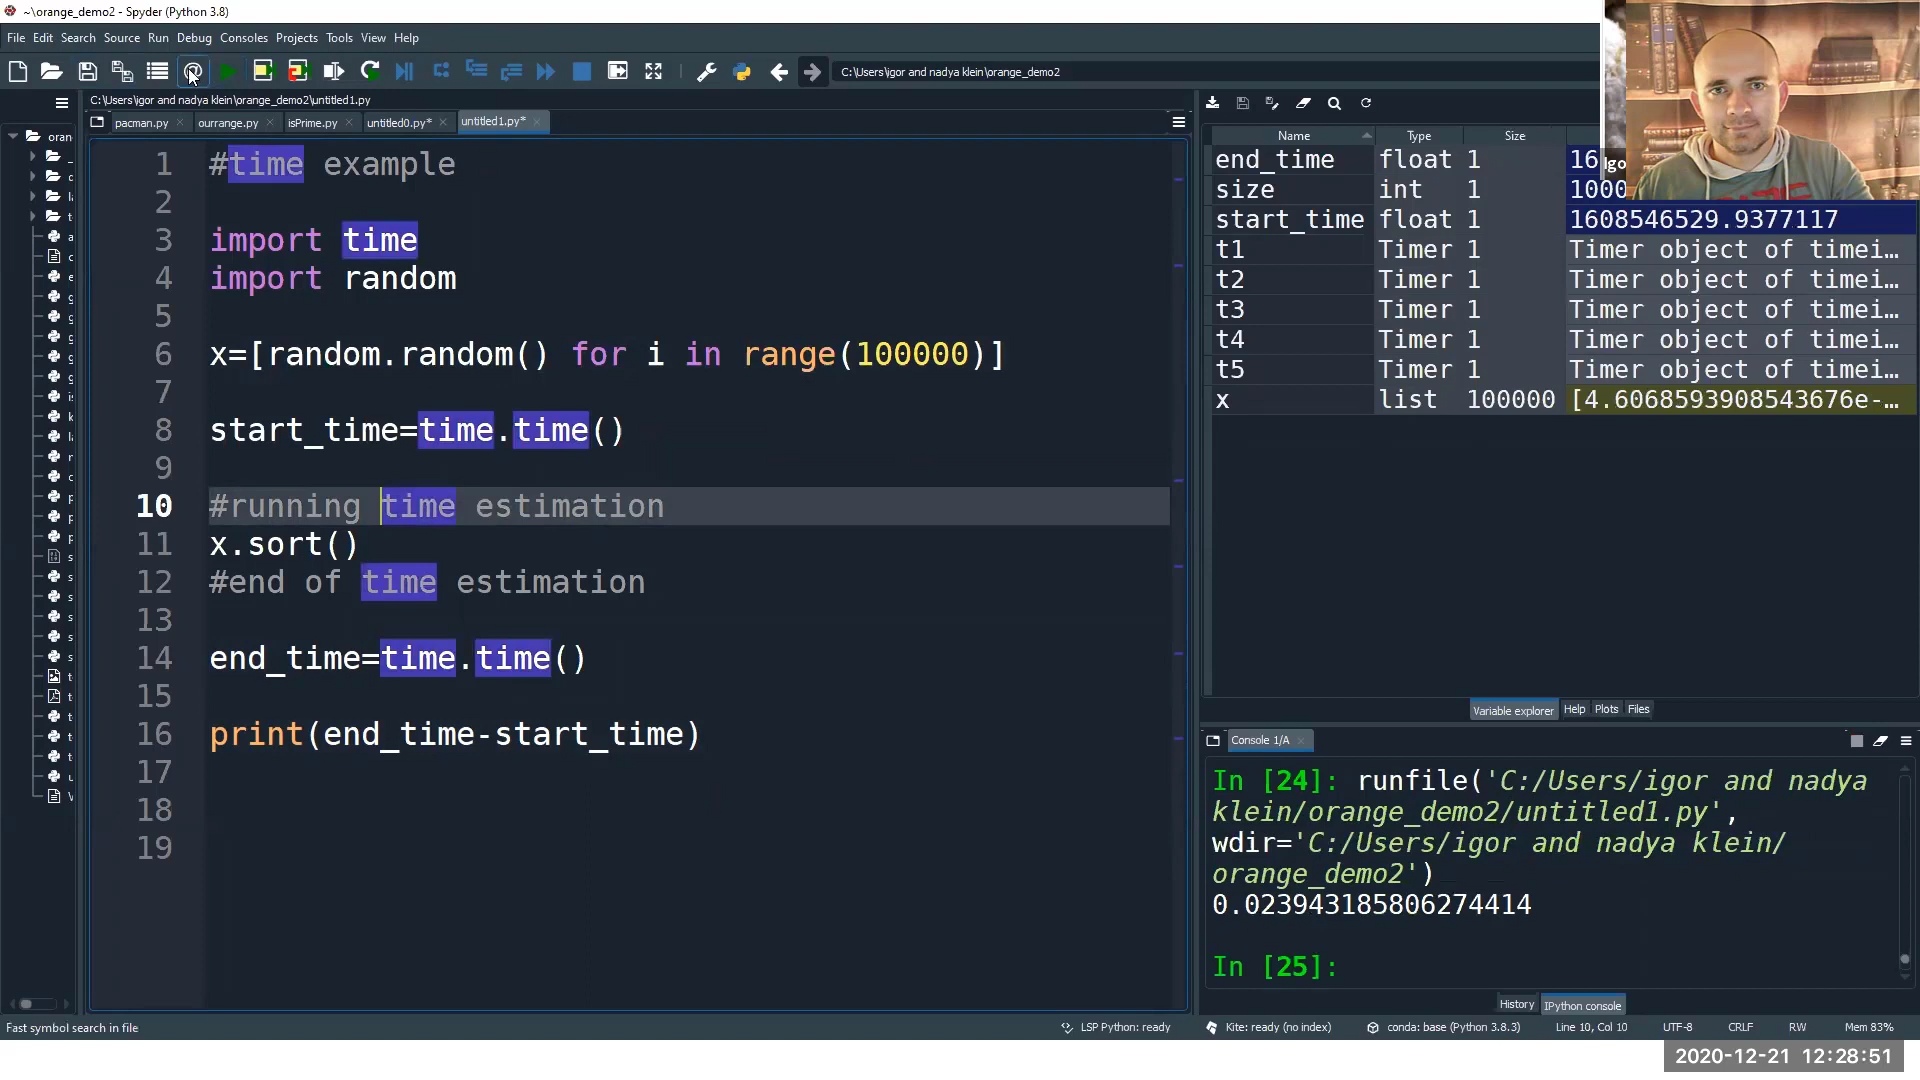 ~\orange_demo2 - Spyder (Python 3.8)
File Edit Search Source Run Debug Consoles Projects Tools View Help
C:\Users\igor and nadya klein\orange_demo2
C:\Users\igor and nadya klein\orange_demo2\untitled1.py
pacman.py ourrange.py isPrime.py untitled0.py* untitled1.py*
1 #time example
2
3 import time
4 import random
5
6 x=[random.random() for i in range(100000)]
7
8 start_time=time.time()
9
10 #running time estimation
11 x.sort()
12 #end of time estimation
13
14 end_time=time.time()
15
16 print(end_time-start_time)
17
18
19
Name Type Size
end_time float 1 16
size int 1 1000
start_time float 1 1608546529.9377117
t1 Timer 1 Timer object of timei…
t2 Timer 1 Timer object of timei…
t3 Timer 1 Timer object of timei…
t4 Timer 1 Timer object of timei…
t5 Timer 1 Timer object of timei…
x list 100000 [4.6068593908543676e-…
Variable explorer Help Plots Files
Console 1/A
In [24]: runfile('C:/Users/igor and nadya
klein/orange_demo2/untitled1.py',
wdir='C:/Users/igor and nadya klein/
orange_demo2')
0.023943185806274414
In [25]:
History IPython console
Fast symbol search in file LSP Python: ready Kite: ready (no index) conda: base (Python 3.8.3) Line 10, Col 10 UTF-8 CRLF RW Mem 83%
2020-12-21 12:28:51